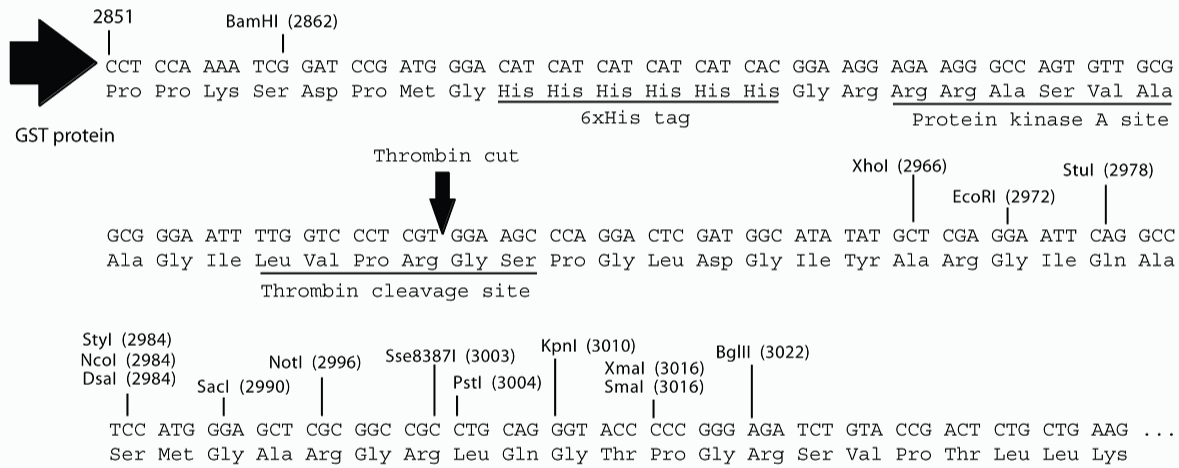 2851
BamHI (2862)
CCT CCA AAA TCG GAT CCG ATG GGA CAT CAT CAT CAT CAT CAC GGA AGG AGA AGG GCC AGT GTT GCG
Pro Pro Lys Ser Asp Pro Met Gly His His His His His His Gly Arg Arg Arg Ala Ser Val Ala
6xHis tag
Protein kinase A site
GST protein
Thrombin cut
XhoI (2966)
EcoRI (2972)
StuI (2978)
GCG GGA ATT TTG GTC CCT CGT GGA AGC CCA GGA CTC GAT GGC ATA TAT GCT CGA GGA ATT CAG GCC
Ala Gly Ile Leu Val Pro Arg Gly Ser Pro Gly Leu Asp Gly Ile Tyr Ala Arg Gly Ile Gln Ala
Thrombin cleavage site
StyI (2984)
NcoI (2984)
DsaI (2984)
SacI (2990)
NotI (2996)
Sse8387I (3003)
PstI (3004)
KpnI (3010)
XmaI (3016)
SmaI (3016)
BglII (3022)
TCC ATG GGA GCT CGC GGC CGC CTG CAG GGT ACC CCC GGG AGA TCT GTA CCG ACT CTG CTG AAG ...
Ser Met Gly Ala Arg Gly Arg Leu Gln Gly Thr Pro Gly Arg Ser Val Pro Thr Leu Leu Lys